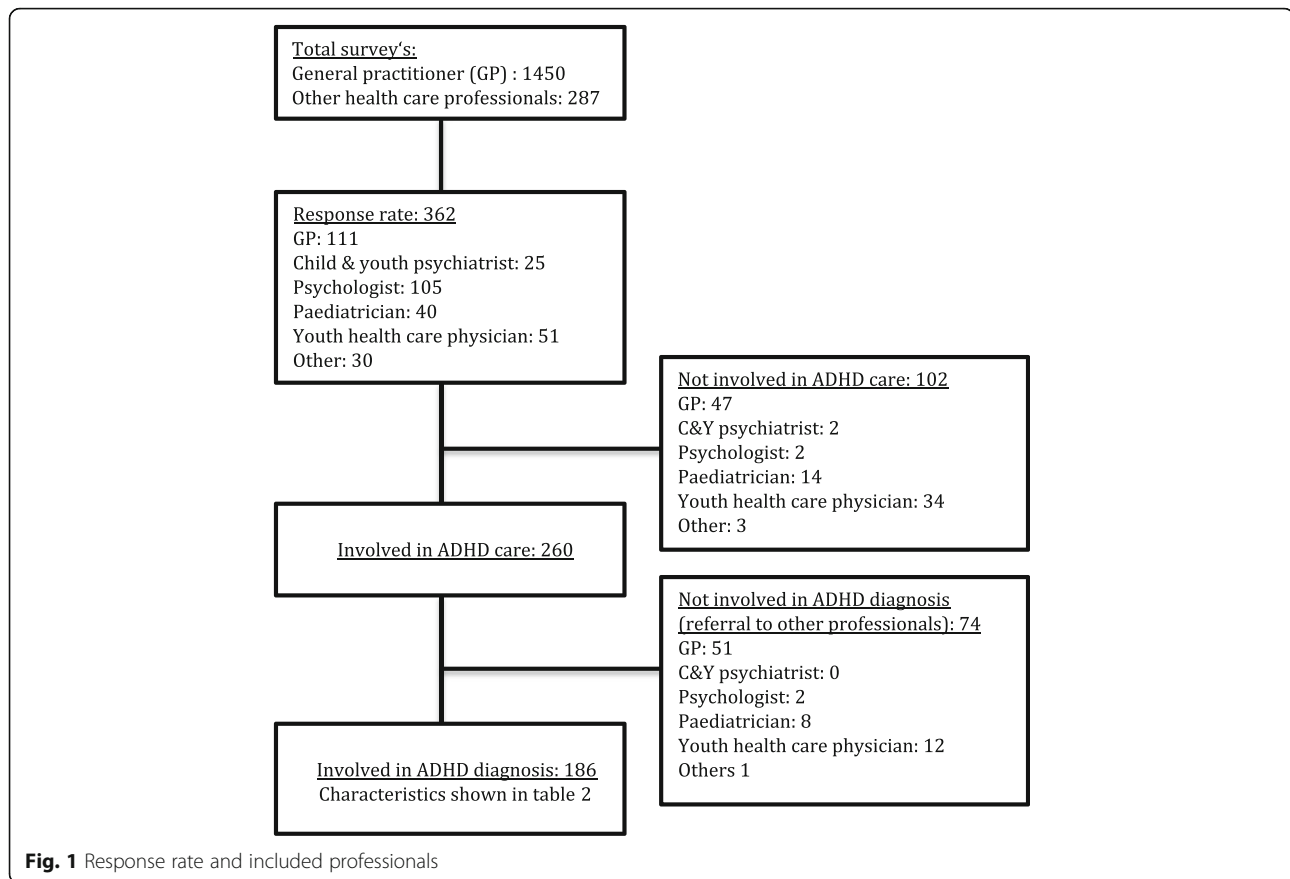 Total survey's:
General practitioner (GP) : 1450
Other health care professionals: 287
Response rate: 362
GP: 111
Child & youth psychiatrist: 25
Psychologist: 105
Paediatrician: 40
Youth health care physician: 51
Other: 30
Not involved in ADHD care: 102
GP: 47
C&Y psychiatrist: 2
Psychologist: 2
Paediatrician: 14
Youth health care physician: 34
Other: 3
Involved in ADHD care: 260
Not involved in ADHD diagnosis
(referral to other professionals): 74
GP: 51
C&Y psychiatrist: 0
Psychologist: 2
Paediatrician: 8
Youth health care physician: 12
Others 1
Involved in ADHD diagnosis: 186
Characteristics shown in table 2
Fig. 1 Response rate and included professionals